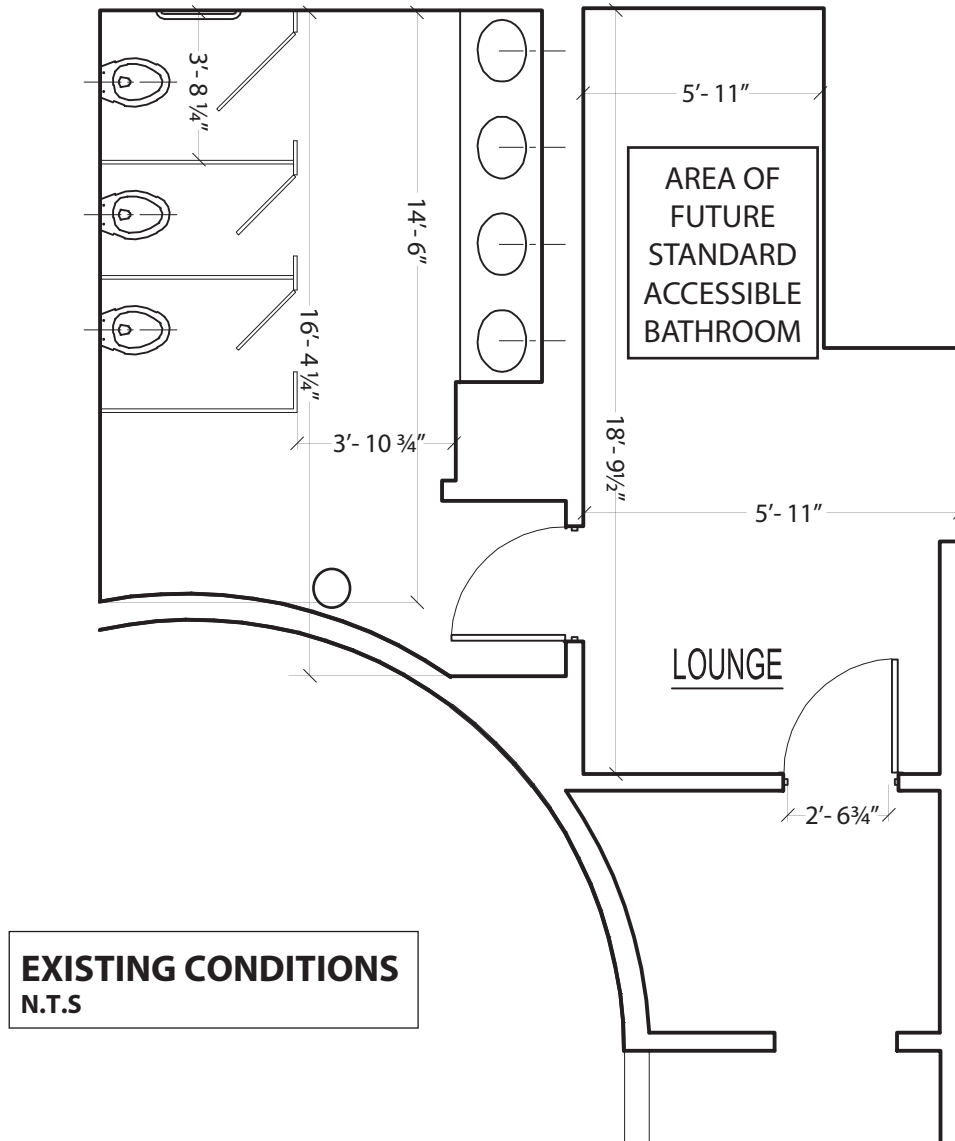 3'- 8 ¼"
5'- 11"
AREA OF
FUTURE
STANDARD
ACCESSIBLE
BATHROOM
14'- 6"
16'- 4 ¼"
3'- 10 ¾"
18'- 9½"
5'- 11"
LOUNGE
2'- 6¾"
EXISTING CONDITIONS
N.T.S